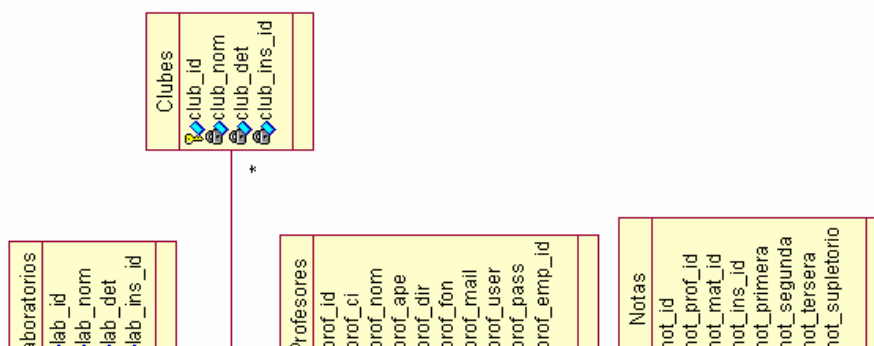 Clubes
club_id
club_nom
club_det
club_ins_id
*
aboratorios
lab_id
lab_nom
lab_det
lab_ins_id
Profesores
prof_id
prof_ci
prof_nom
prof_ape
prof_dir
prof_fon
prof_mail
prof_user
prof_pass
prof_emp_id
Notas
not_id
not_prof_id
not_mat_id
not_ins_id
not_primera
not_segunda
not_tersera
not_supletorio